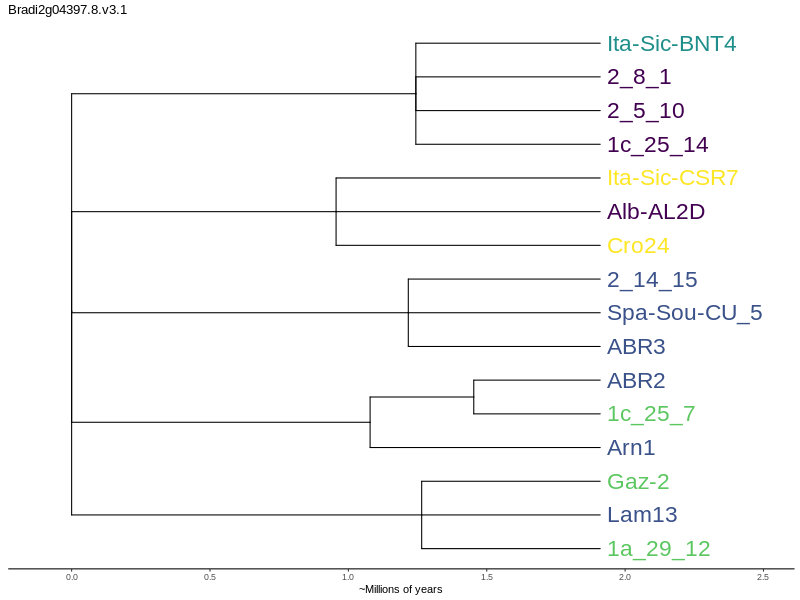 Bradi2g04397.8.v3.1
Ita-Sic-BNT4
2_8_1
2_5_10
1c_25_14
Ita-Sic-CSR7
Alb-AL2D
Cro24
2_14_15
Spa-Sou-CU_5
ABR3
ABR2
1c_25_7
Arn1
Gaz-2
Lam13
1a_29_12
0.0 0.5 1.0 1.5 2.0 2.5
~Millions of years